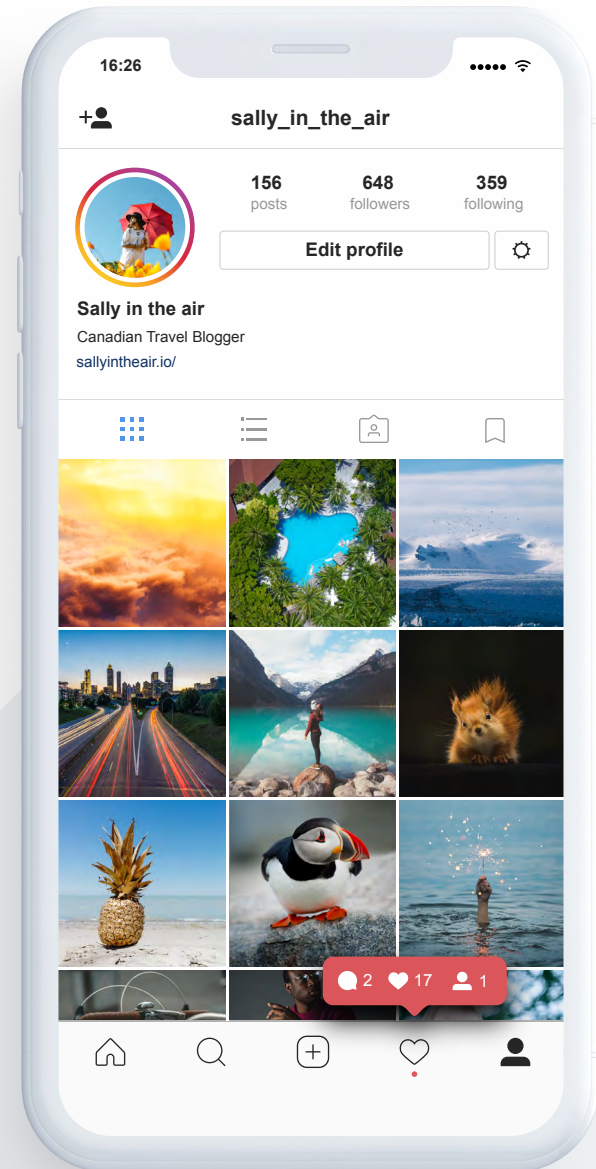 16:26
sally_in_the_air
156 648 359
posts followers following
Edit profile
Sally in the air
Canadian Travel Blogger
sallyintheair.io/
2 17 1